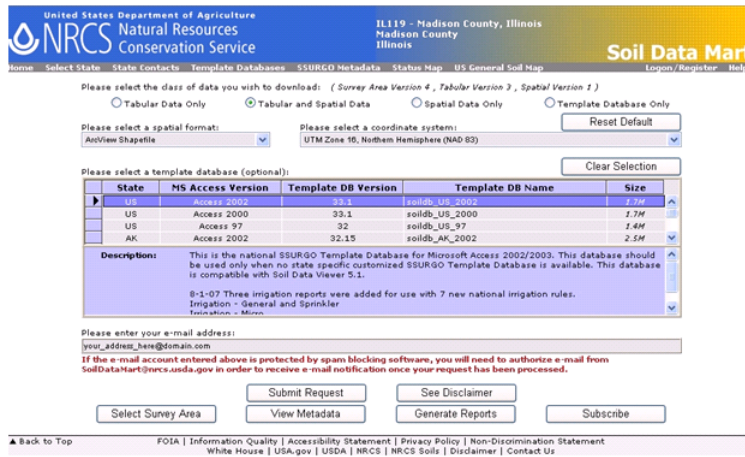 United States Department of Agriculture
NRCS Natural Resources Conservation Service
IL119 - Madison County, Illinois
Madison County
Illinois
Soil Data Mart
Home Select State State Contacts Template Databases SSURGO Metadata Status Map US General Soil Map Logon/Register Help
Please select the class of data you wish to download: ( Survey Area Version 4 , Tabular Version 3 , Spatial Version 1 )
Tabular Data Only Tabular and Spatial Data Spatial Data Only Template Database Only
Reset Default
Please select a spatial format: Please select a coordinate system:
ArcView Shapefile UTM Zone 16, Northern Hemisphere (NAD 83)
Clear Selection
Please select a template database (optional):
State MS Access Version Template DB Version Template DB Name Size
US Access 2002 33.1 soildb_US_2002 1.7M
US Access 2000 33.1 soildb_US_2000 1.7M
US Access 97 32 soildb_US_97 1.4M
AK Access 2002 32.15 soildb_AK_2002 2.5M
Description: This is the national SSURGO Template Database for Microsoft Access 2002/2003. This database should
be used only when no state specific customized SSURGO Template Database is available. This database
is compatible with Soil Data Viewer 5.1.
8-1-07 Three irrigation reports were added for use with 7 new national irrigation rules.
Irrigation - General and Sprinkler
Irrigation - Micro
Please enter your e-mail address:
your_address_here@domain.com
If the e-mail account entered above is protected by spam blocking software, you will need to authorize e-mail from
SoilDataMart@nrcs.usda.gov in order to receive e-mail notification once your request has been processed.
Submit Request See Disclaimer
Select Survey Area View Metadata Generate Reports Subscribe
Back to Top FOIA | Information Quality | Accessibility Statement | Privacy Policy | Non-Discrimination Statement
White House | USA.gov | USDA | NRCS | NRCS Soils | Disclaimer | Contact Us